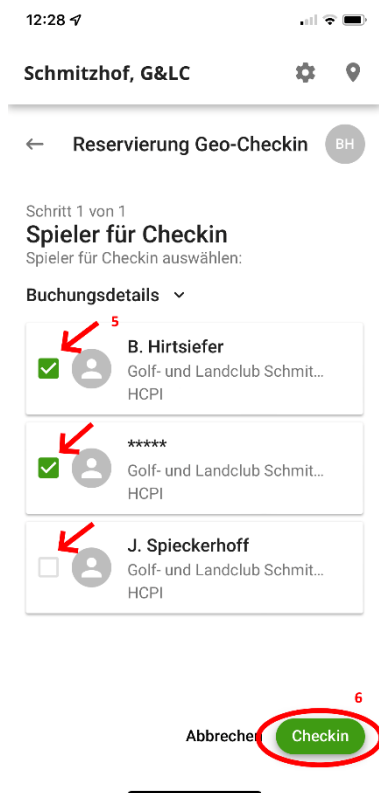 12:28
Schmitzhof, G&LC
Reservierung Geo-Checkin
BH
Schritt 1 von 1
Spieler für Checkin
Spieler für Checkin auswählen:
Buchungsdetails
5
B. Hirtsiefer
Golf- und Landclub Schmit...
HCPI
*****
Golf- und Landclub Schmit...
HCPI
J. Spieckerhoff
Golf- und Landclub Schmit...
HCPI
6
Abbrechen
Checkin